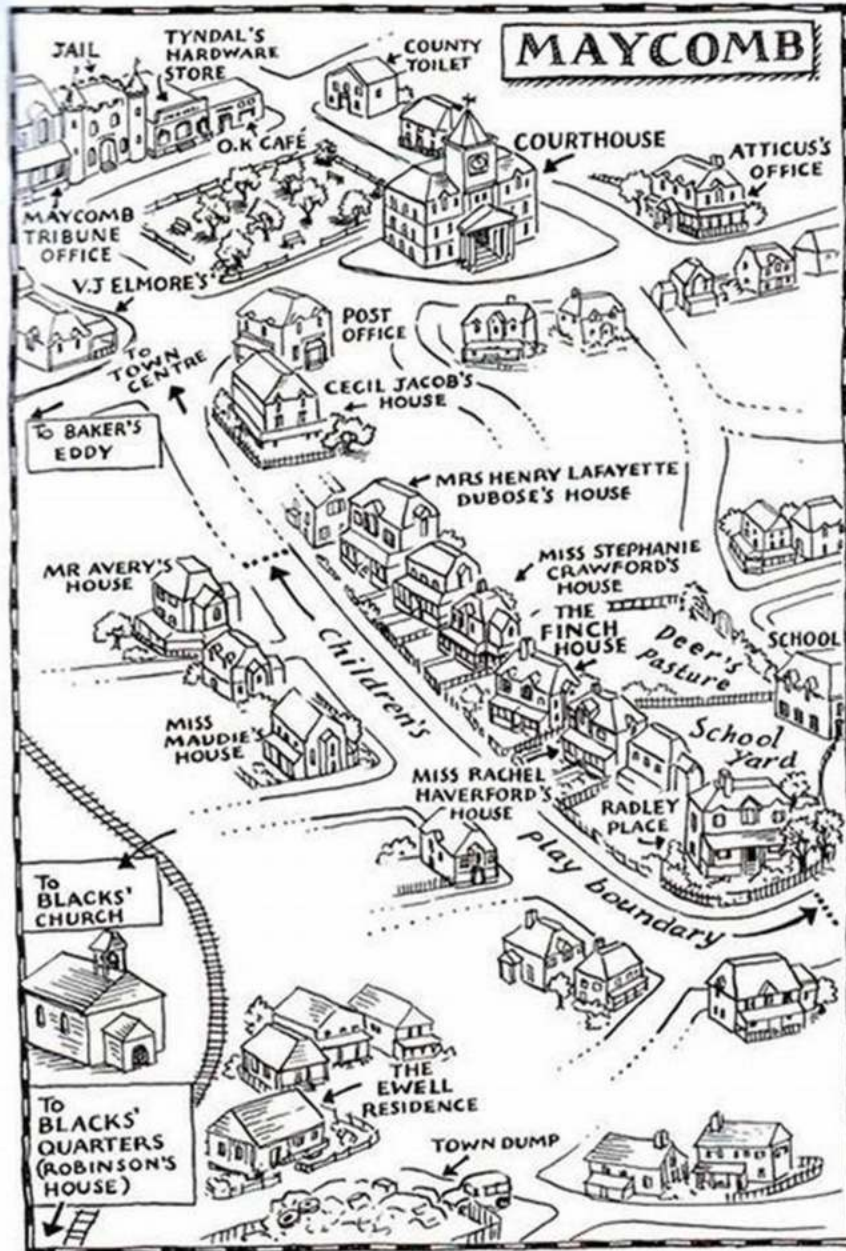 MAYCOMB
JAIL
TYNDAL'S
HARDWARE
STORE
COUNTY
TOILET
O.K CAFÉ
COURTHOUSE
ATTICUS'S
OFFICE
MAYCOMB
TRIBUNE
OFFICE
V.J ELMORE'S
POST
OFFICE
TO
TOWN
CENTRE
CECIL JACOB'S
HOUSE
TO BAKER'S
EDDY
MRS HENRY LAFAYETTE
DUBOSE'S HOUSE
MR AVERY'S
HOUSE
MISS STEPHANIE
CRAWFORD'S
HOUSE
THE
FINCH
HOUSE
Deer's
Pasture
SCHOOL
Children's
MISS
MAUDIE'S
HOUSE
School
Yard
MISS RACHEL
HAVERFORD'S
HOUSE
RADLEY
PLACE
play boundary
TO
BLACKS'
CHURCH
THE
EWELL
RESIDENCE
TO
BLACKS'
QUARTERS
(ROBINSON'S
HOUSE)
TOWN DUMP